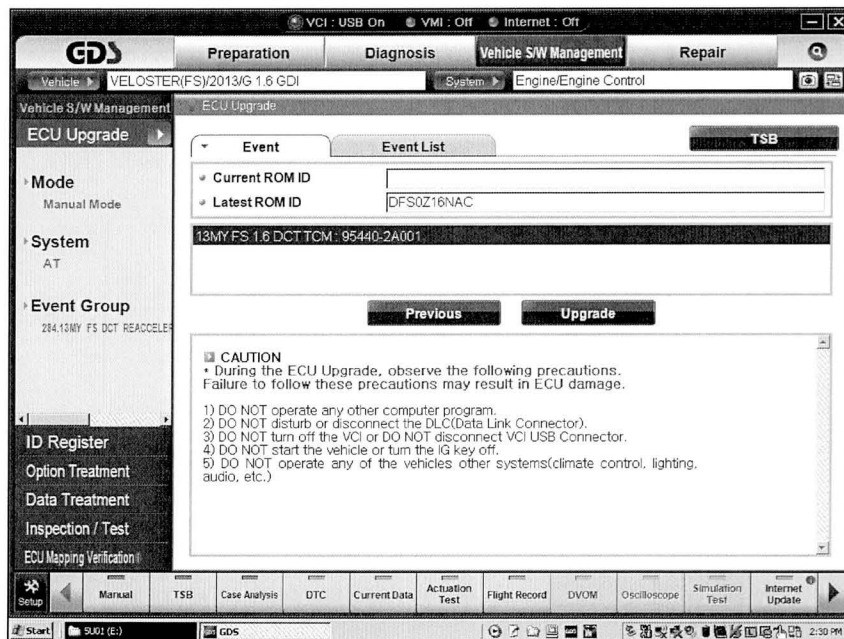 VCI : USB On VMI : Off Internet : Off
GDS Preparation Diagnosis Vehicle S/W Management Repair
Vehicle VELOSTER(FS)/2013/G 1.6 GDI System Engine/Engine Control
Vehicle S/W Management
ECU Upgrade
ECU Upgrade
Mode
Manual Mode
System
AT
Event Group
284.13MY FS DCT REACCELER
ID Register
Option Treatment
Data Treatment
Inspection / Test
ECU Mapping Verification
Event Event List TSB
Current ROM ID
Latest ROM ID DFS0Z16NAC
13MY FS 1.6 DCT TCM : 95440-2A001
Previous Upgrade
CAUTION
• During the ECU Upgrade, observe the following precautions.
Failure to follow these precautions may result in ECU damage.
1) DO NOT operate any other computer program.
2) DO NOT disturb or disconnect the DLC(Data Link Connector).
3) DO NOT turn off the VCI or DO NOT disconnect VCI USB Connector.
4) DO NOT start the vehicle or turn the IG key off.
5) DO NOT operate any of the vehicles other systems(climate control, lighting,
audio, etc.)
Setup Manual TSB Case Analysis DTC Current Data Actuation Test Flight Record DVOM Oscilloscope Simulation Test Internet Update
Start SU01 (E:) GDS 2:30 PM